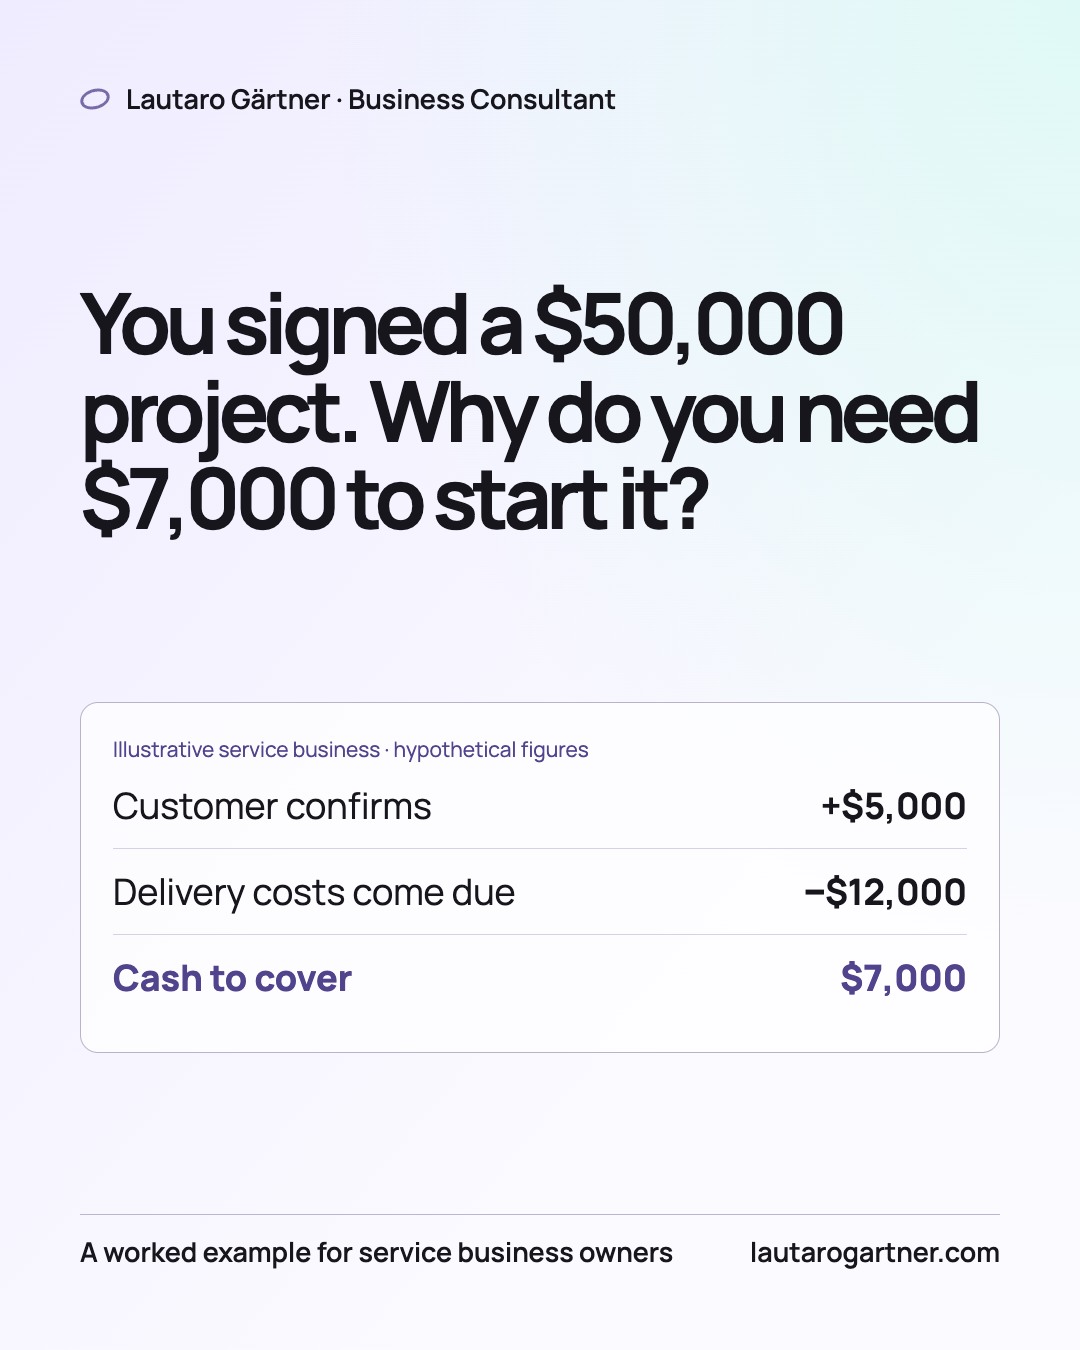 Lautaro Gärtner · Business Consultant
You signed a $50,000
project. Why do you need
$7,000 to start it?
Illustrative service business · hypothetical figures
Customer confirms +$5,000
Delivery costs come due −$12,000
Cash to cover $7,000
A worked example for service business owners lautarogartner.com